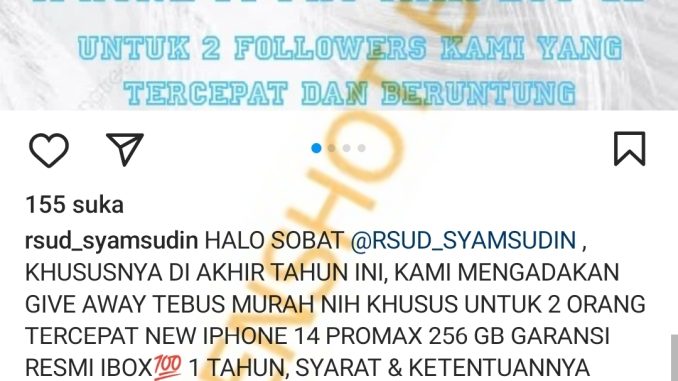 UNTUK 2 FOLLOWERS KAMI YANG
TERCEPAT DAN BERUNTUNG
155 suka
rsud_syamsudin HALO SOBAT @RSUD_SYAMSUDIN ,
KHUSUSNYA DI AKHIR TAHUN INI, KAMI MENGADAKAN
GIVE AWAY TEBUS MURAH NIH KHUSUS UNTUK 2 ORANG
TERCEPAT NEW IPHONE 14 PROMAX 256 GB GARANSI
RESMI IBOX💯 1 TAHUN, SYARAT & KETENTUANNYA